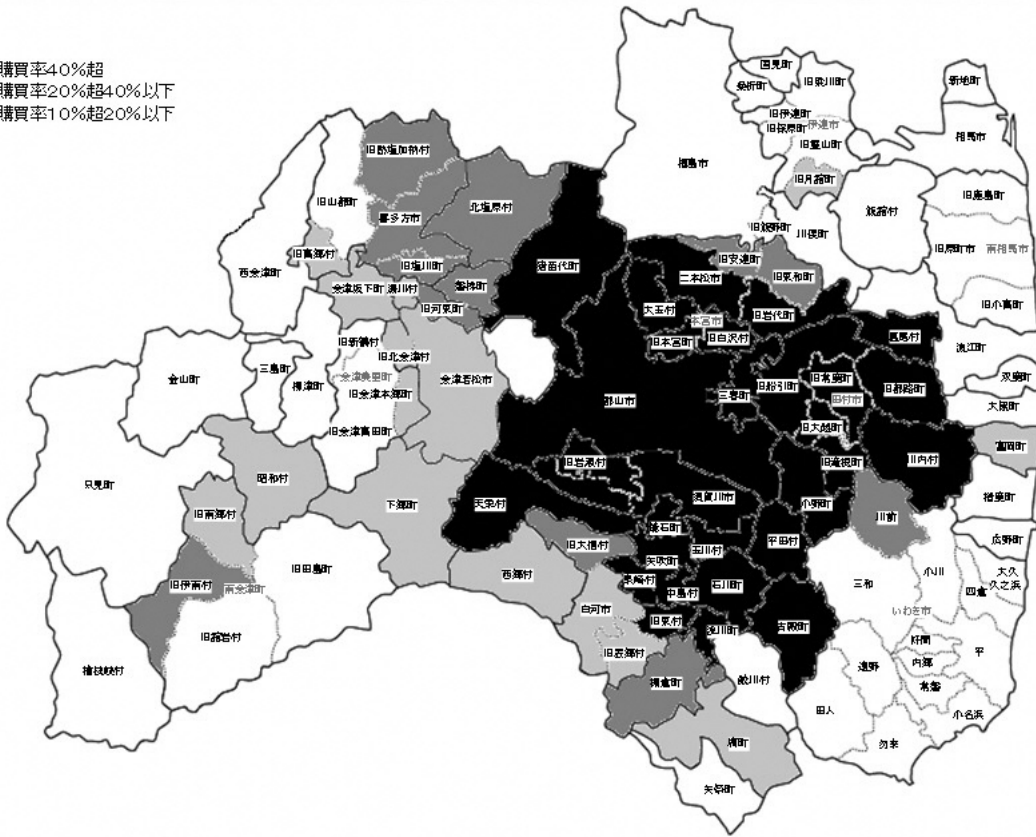 購買率40%超
購買率20%超40%以下
購買率10%超20%以下
国見町
桑折町
旧梁川町
新地町
旧伊達町
伊達市
旧保原町
旧霊山町
相馬市
福島市
旧月舘町
旧熱塩加納村
旧山都町
北塩原村
喜多方市
飯舘村
旧鹿島町
旧飯野町
川俣町
旧原町市
南相馬市
旧高郷村
旧塩川町
猪苗代町
旧安達町
二本松市
旧東和町
西会津町
会津坂下町
湯川村
磐梯町
旧小高町
旧河東町
大玉村
本宮市
旧岩代町
旧本宮町
旧白沢村
葛尾村
浪江町
旧新鶴村
旧北会津村
会津美里町
会津若松市
旧会津本郷町
金山町
三島町
柳津町
双葉町
旧常葉町
旧都路町
旧船引町
田村市
三春町
郡山市
大熊町
旧会津高田町
旧大越町
富岡町
川内村
旧滝根町
旧岩瀬村
只見町
昭和村
下郷町
天栄村
須賀川市
小野町
楢葉町
旧南郷村
川前
鏡石町
旧大信村
平田村
広野町
玉川村
矢吹町
旧田島町
西郷村
泉崎村
石川町
三和
小川
大久
久之浜
旧伊南村
南会津町
中島村
四倉
白河市
いわき市
旧東村
浅川町
古殿町
旧舘岩村
旧表郷村
好間
平
檜枝岐村
内郷
遠野
棚倉町
鮫川村
常磐
田人
小名浜
塙町
勿来
矢祭町